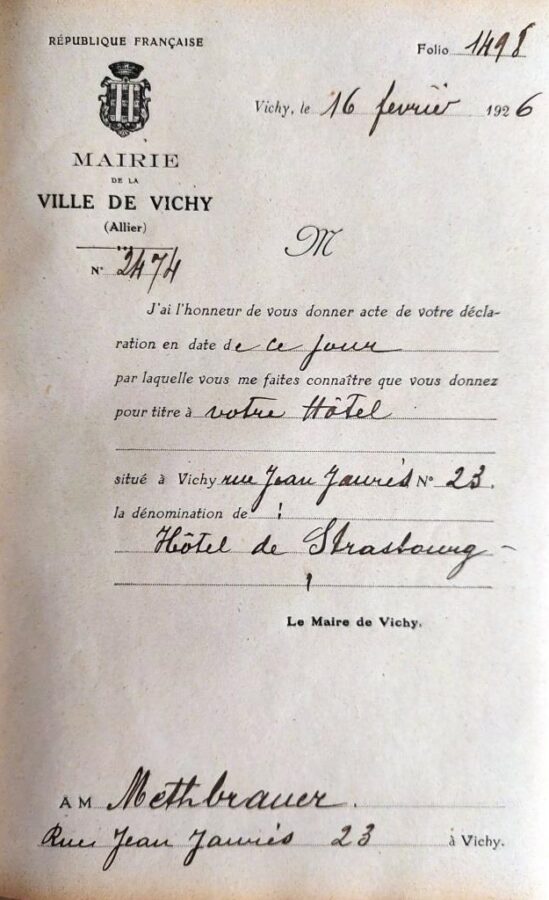 RÉPUBLIQUE FRANÇAISE
Folio 1498
Vichy, le 16 fevrier 1926
MAIRIE
DE LA
VILLE DE VICHY
(Allier)
N° 2474
M
J'ai l'honneur de vous donner acte de votre décla-
ration en date de ce jour
par laquelle vous me faites connaître que vous donnez
pour titre à votre Hôtel
situé à Vichy rue Jean Jaurès N° 23.
la dénomination de :
Hôtel de Strasbourg -
Le Maire de Vichy,
A M Methbrauer.
Rue Jean Jaurès 23 à Vichy.